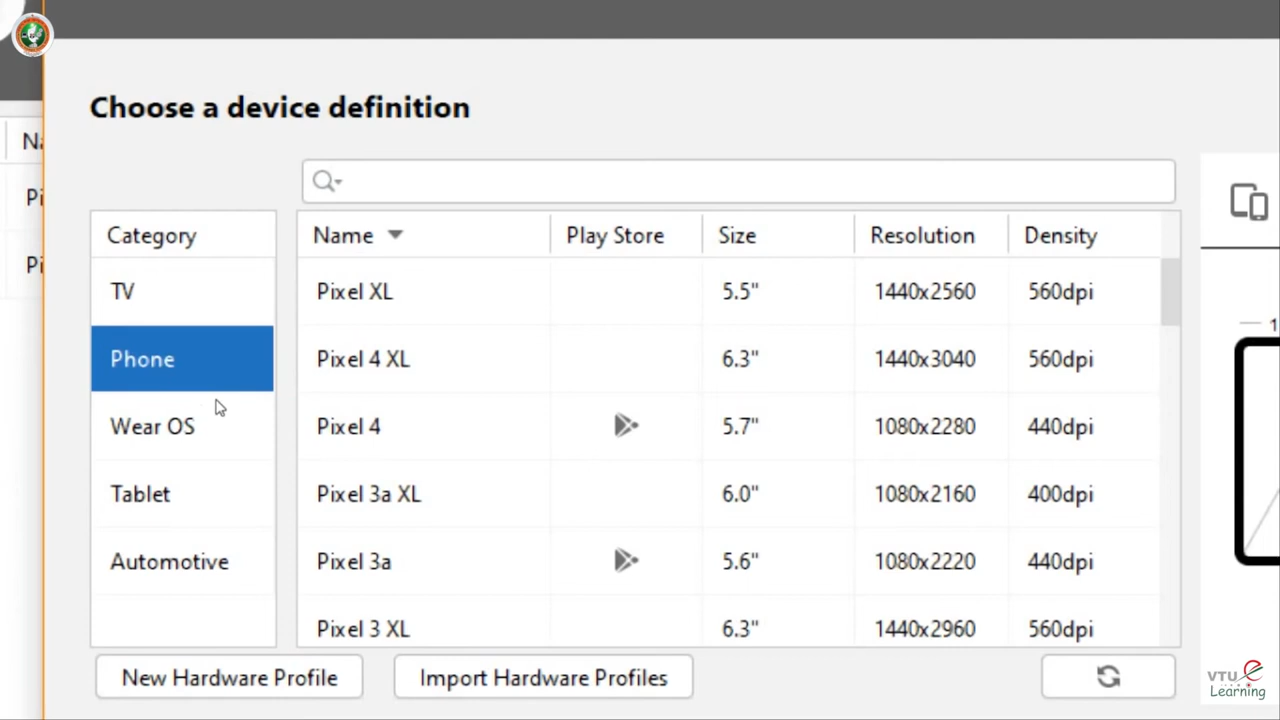 Choose a device definition
Category
Name Play Store Size Resolution Density
TV
Pixel XL 5.5" 1440x2560 560dpi
Phone
Pixel 4 XL 6.3" 1440x3040 560dpi
Wear OS
Pixel 4 5.7" 1080x2280 440dpi
Tablet
Pixel 3a XL 6.0" 1080x2160 400dpi
Automotive
Pixel 3a 5.6" 1080x2220 440dpi
Pixel 3 XL 6.3" 1440x2960 560dpi
New Hardware Profile Import Hardware Profiles
VTU e
Learning